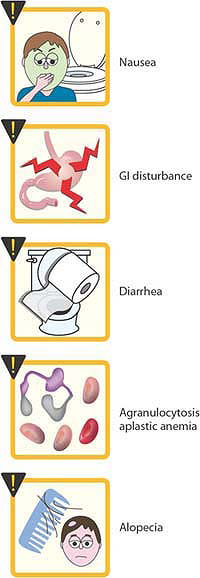 Nausea
GI disturbance
Diarrhea
Agranulocytosis
aplastic anemia
Alopecia